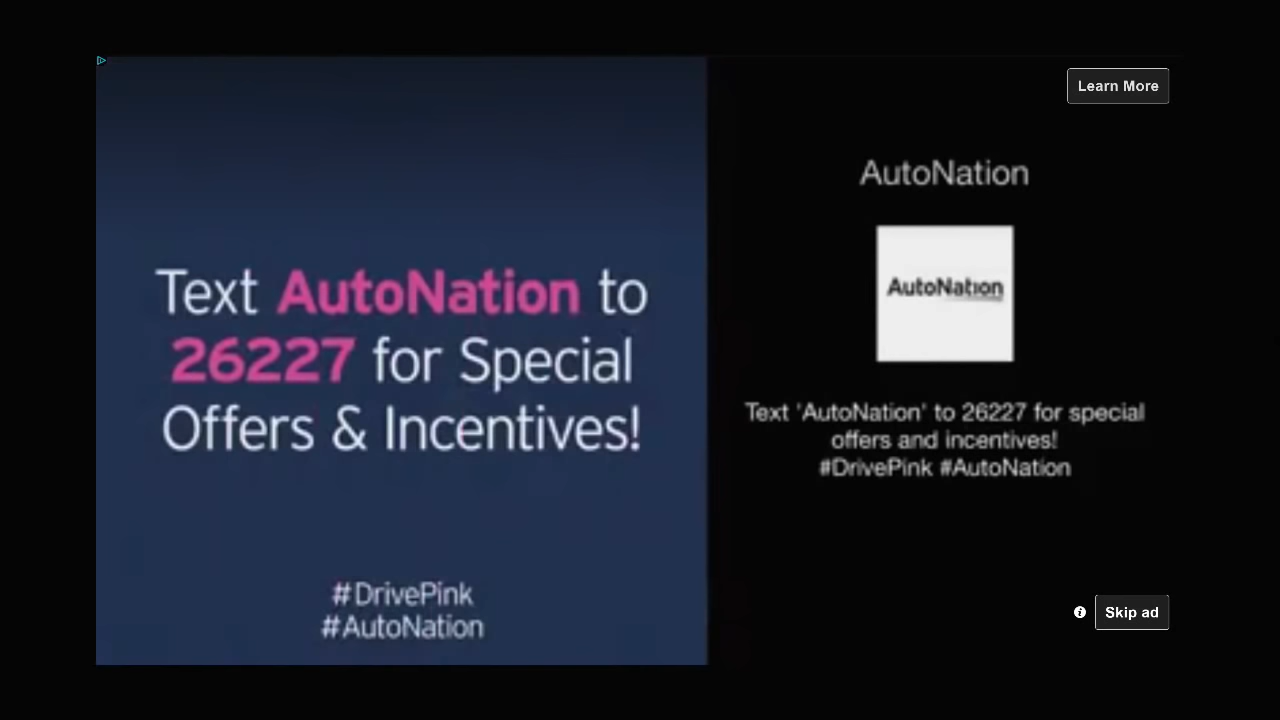 Text AutoNation to
26227 for Special
Offers & Incentives!
#DrivePink
#AutoNation
Learn More
AutoNation
AutoNation
Text 'AutoNation' to 26227 for special
offers and incentives!
#DrivePink #AutoNation
Skip ad